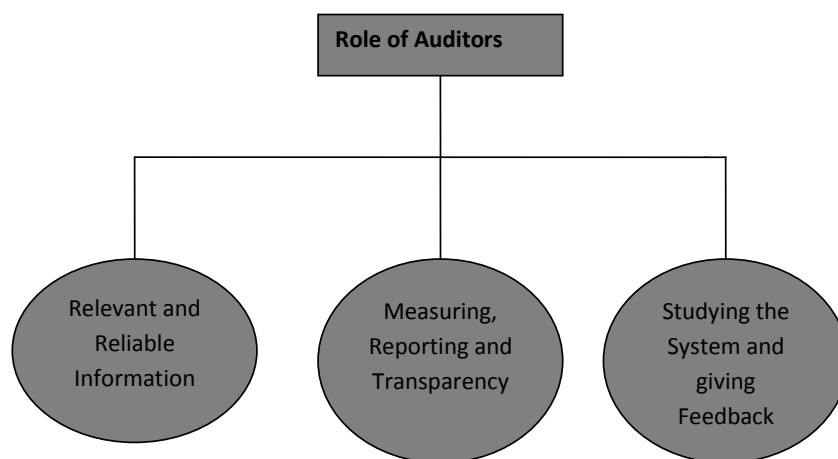 Role of Auditors
Relevant and
Reliable
Information
Measuring,
Reporting and
Transparency
Studying the
System and
giving
Feedback